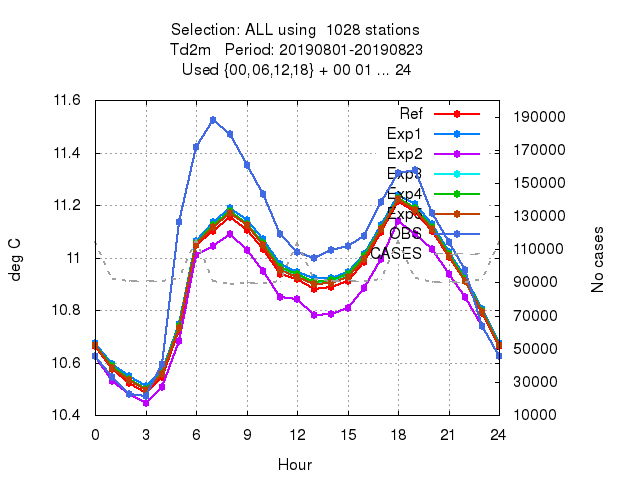 Selection: ALL using  1028 stations
Td2m   Period: 20190801-20190823
Used {00,06,12,18} + 00 01 ... 24
11.6
11.4
11.2
11
10.8
10.6
10.4
190000
170000
150000
130000
110000
90000
70000
50000
30000
10000
Ref
Exp1
Exp2
Exp3
Exp4
Exp5
OBS
CASES
deg C
No cases
0 3 6 9 12 15 18 21 24
Hour